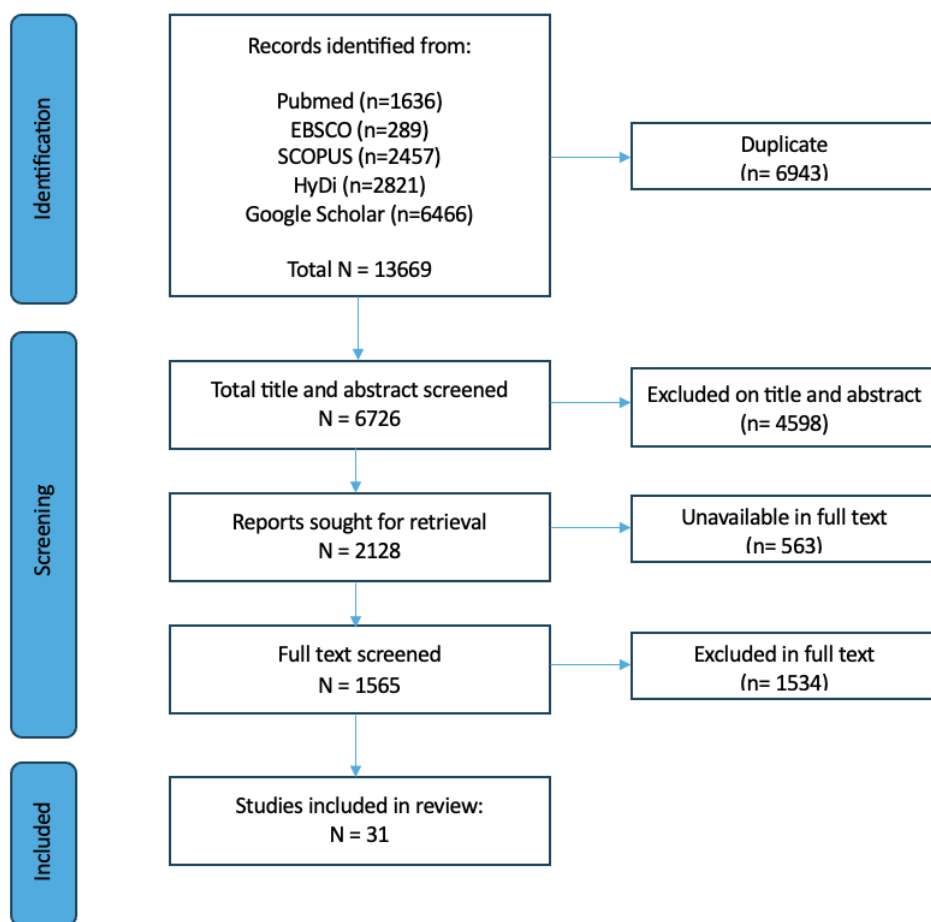 Identification
Records identified from:
Pubmed (n=1636)
EBSCO (n=289)
SCOPUS (n=2457)
HyDi (n=2821)
Google Scholar (n=6466)
Total N = 13669
Duplicate
(n= 6943)
Screening
Total title and abstract screened
N = 6726
Excluded on title and abstract
(n= 4598)
Reports sought for retrieval
N = 2128
Unavailable in full text
(n= 563)
Full text screened
N = 1565
Excluded in full text
(n= 1534)
Included
Studies included in review:
N = 31